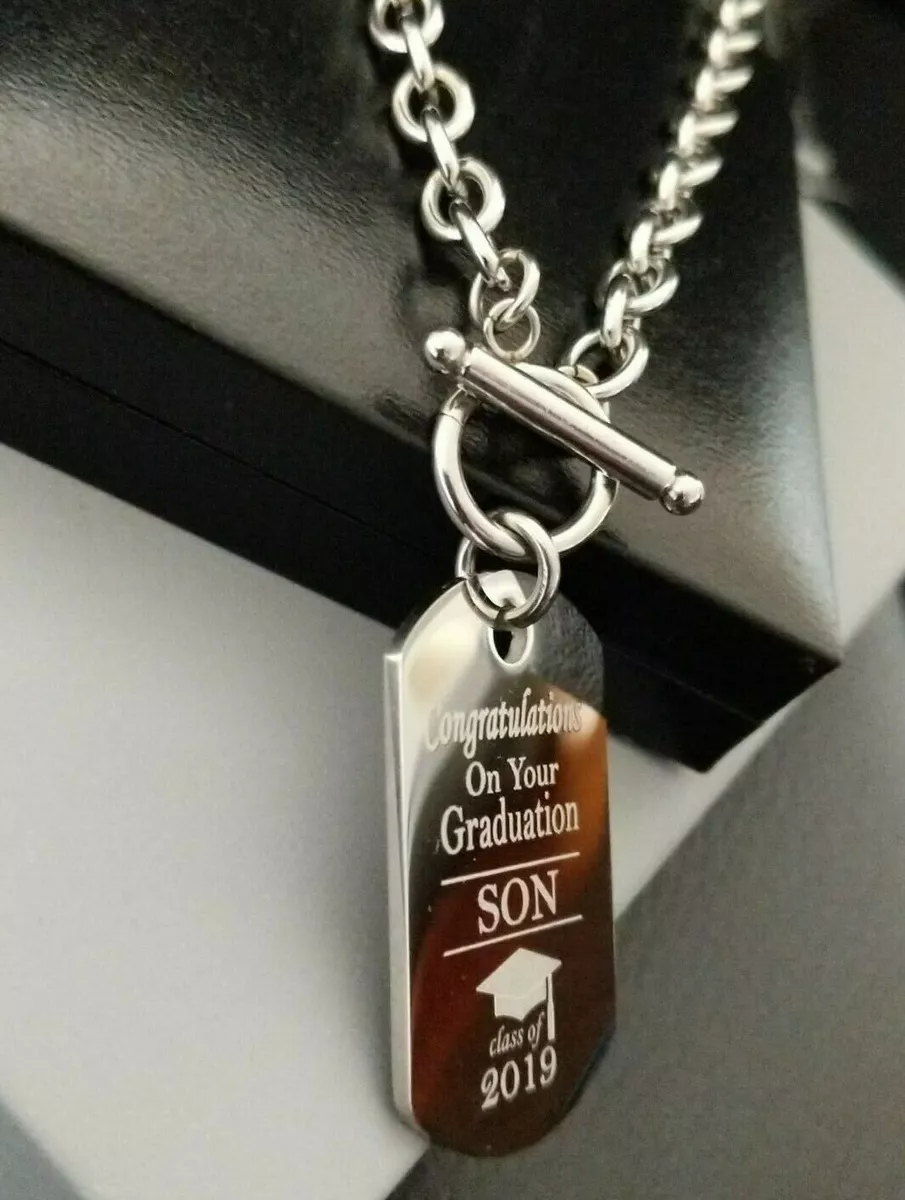 Congratulations
On Your
Graduation
SON
class of
2019